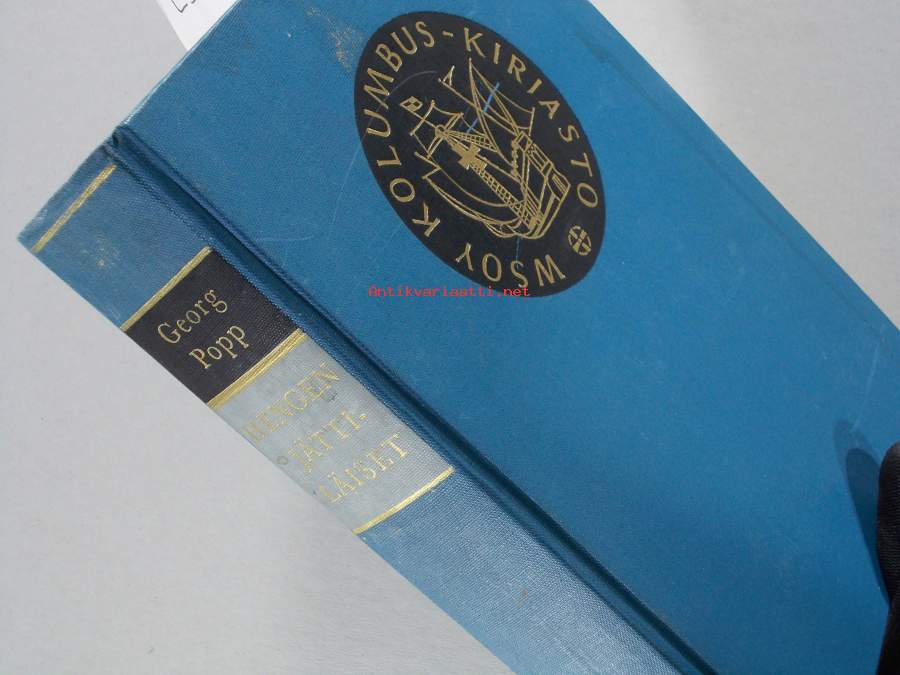 WSOY KOLUMBUS-KIRJASTO
Antikvariaatti.net
Georg
Popp
HENGEN
JÄTTI-
LÄISET